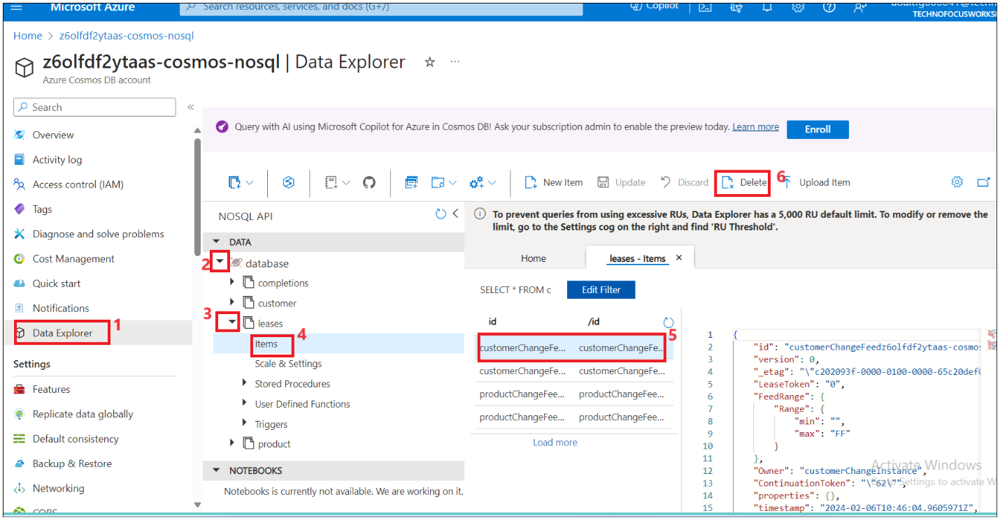 Microsoft Azure
Search resources, services, and docs (G+/)
Copilot
TECHNOFOCUSWORKS
Home > z6olfdf2ytaas-cosmos-nosql
z6olfdf2ytaas-cosmos-nosql | Data Explorer
Azure Cosmos DB account
Search
Overview
Activity log
Access control (IAM)
Tags
Diagnose and solve problems
Cost Management
Quick start
Notifications
Data Explorer
1
Settings
Features
Replicate data globally
Default consistency
Backup & Restore
Networking
CORS
Query with AI using Microsoft Copilot for Azure in Cosmos DB! Ask your subscription admin to enable the preview today. Learn more
Enroll
New Item
Update
Discard
Delete
6
Upload Item
NOSQL API
DATA
2
database
completions
customer
3
leases
Items
4
Scale & Settings
Stored Procedures
User Defined Functions
Triggers
product
NOTEBOOKS
Notebooks is currently not available. We are working on it.
To prevent queries from using excessive RUs, Data Explorer has a 5,000 RU default limit. To modify or remove the
limit, go to the Settings cog on the right and find 'RU Threshold'.
Home
leases - Items
SELECT * FROM c
Edit Filter
id /id
5
customerChangeFe... customerChangeFe...
customerChangeFe... customerChangeFe...
productChangeFee... productChangeFe...
productChangeFee... productChangeFe...
Load more
1 {
2 "id": "customerChangeFeedz6olfdf2ytaas-cosmos
3 "version": 0,
4 "_etag": "\"c202093f-0000-0100-0000-65c20def0
5 "LeaseToken": "0",
6 "FeedRange": {
7 "Range": {
8 "min": "",
9 "max": "FF"
10 }
11 },
12 "Owner": "customerChangeInstance",
13 "ContinuationToken": "\"62\"",
14 "properties": {},
15 "timestamp": "2024-02-06T10:46:04.9605971Z",
Activate Windows
Go to Settings to activate W